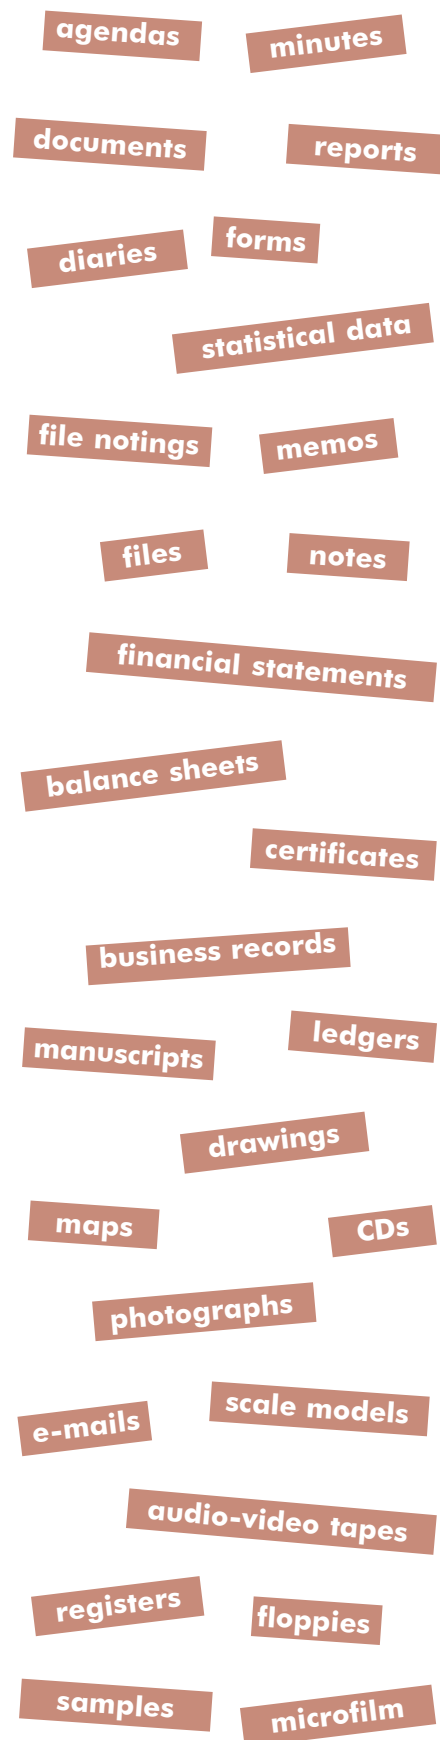 agendas
minutes
documents
reports
forms
diaries
statistical data
file notings
memos
files
notes
financial statements
balance sheets
certificates
business records
manuscripts
ledgers
drawings
maps
CDs
photographs
scale models
e-mails
audio-video tapes
registers
floppies
samples
microfilm